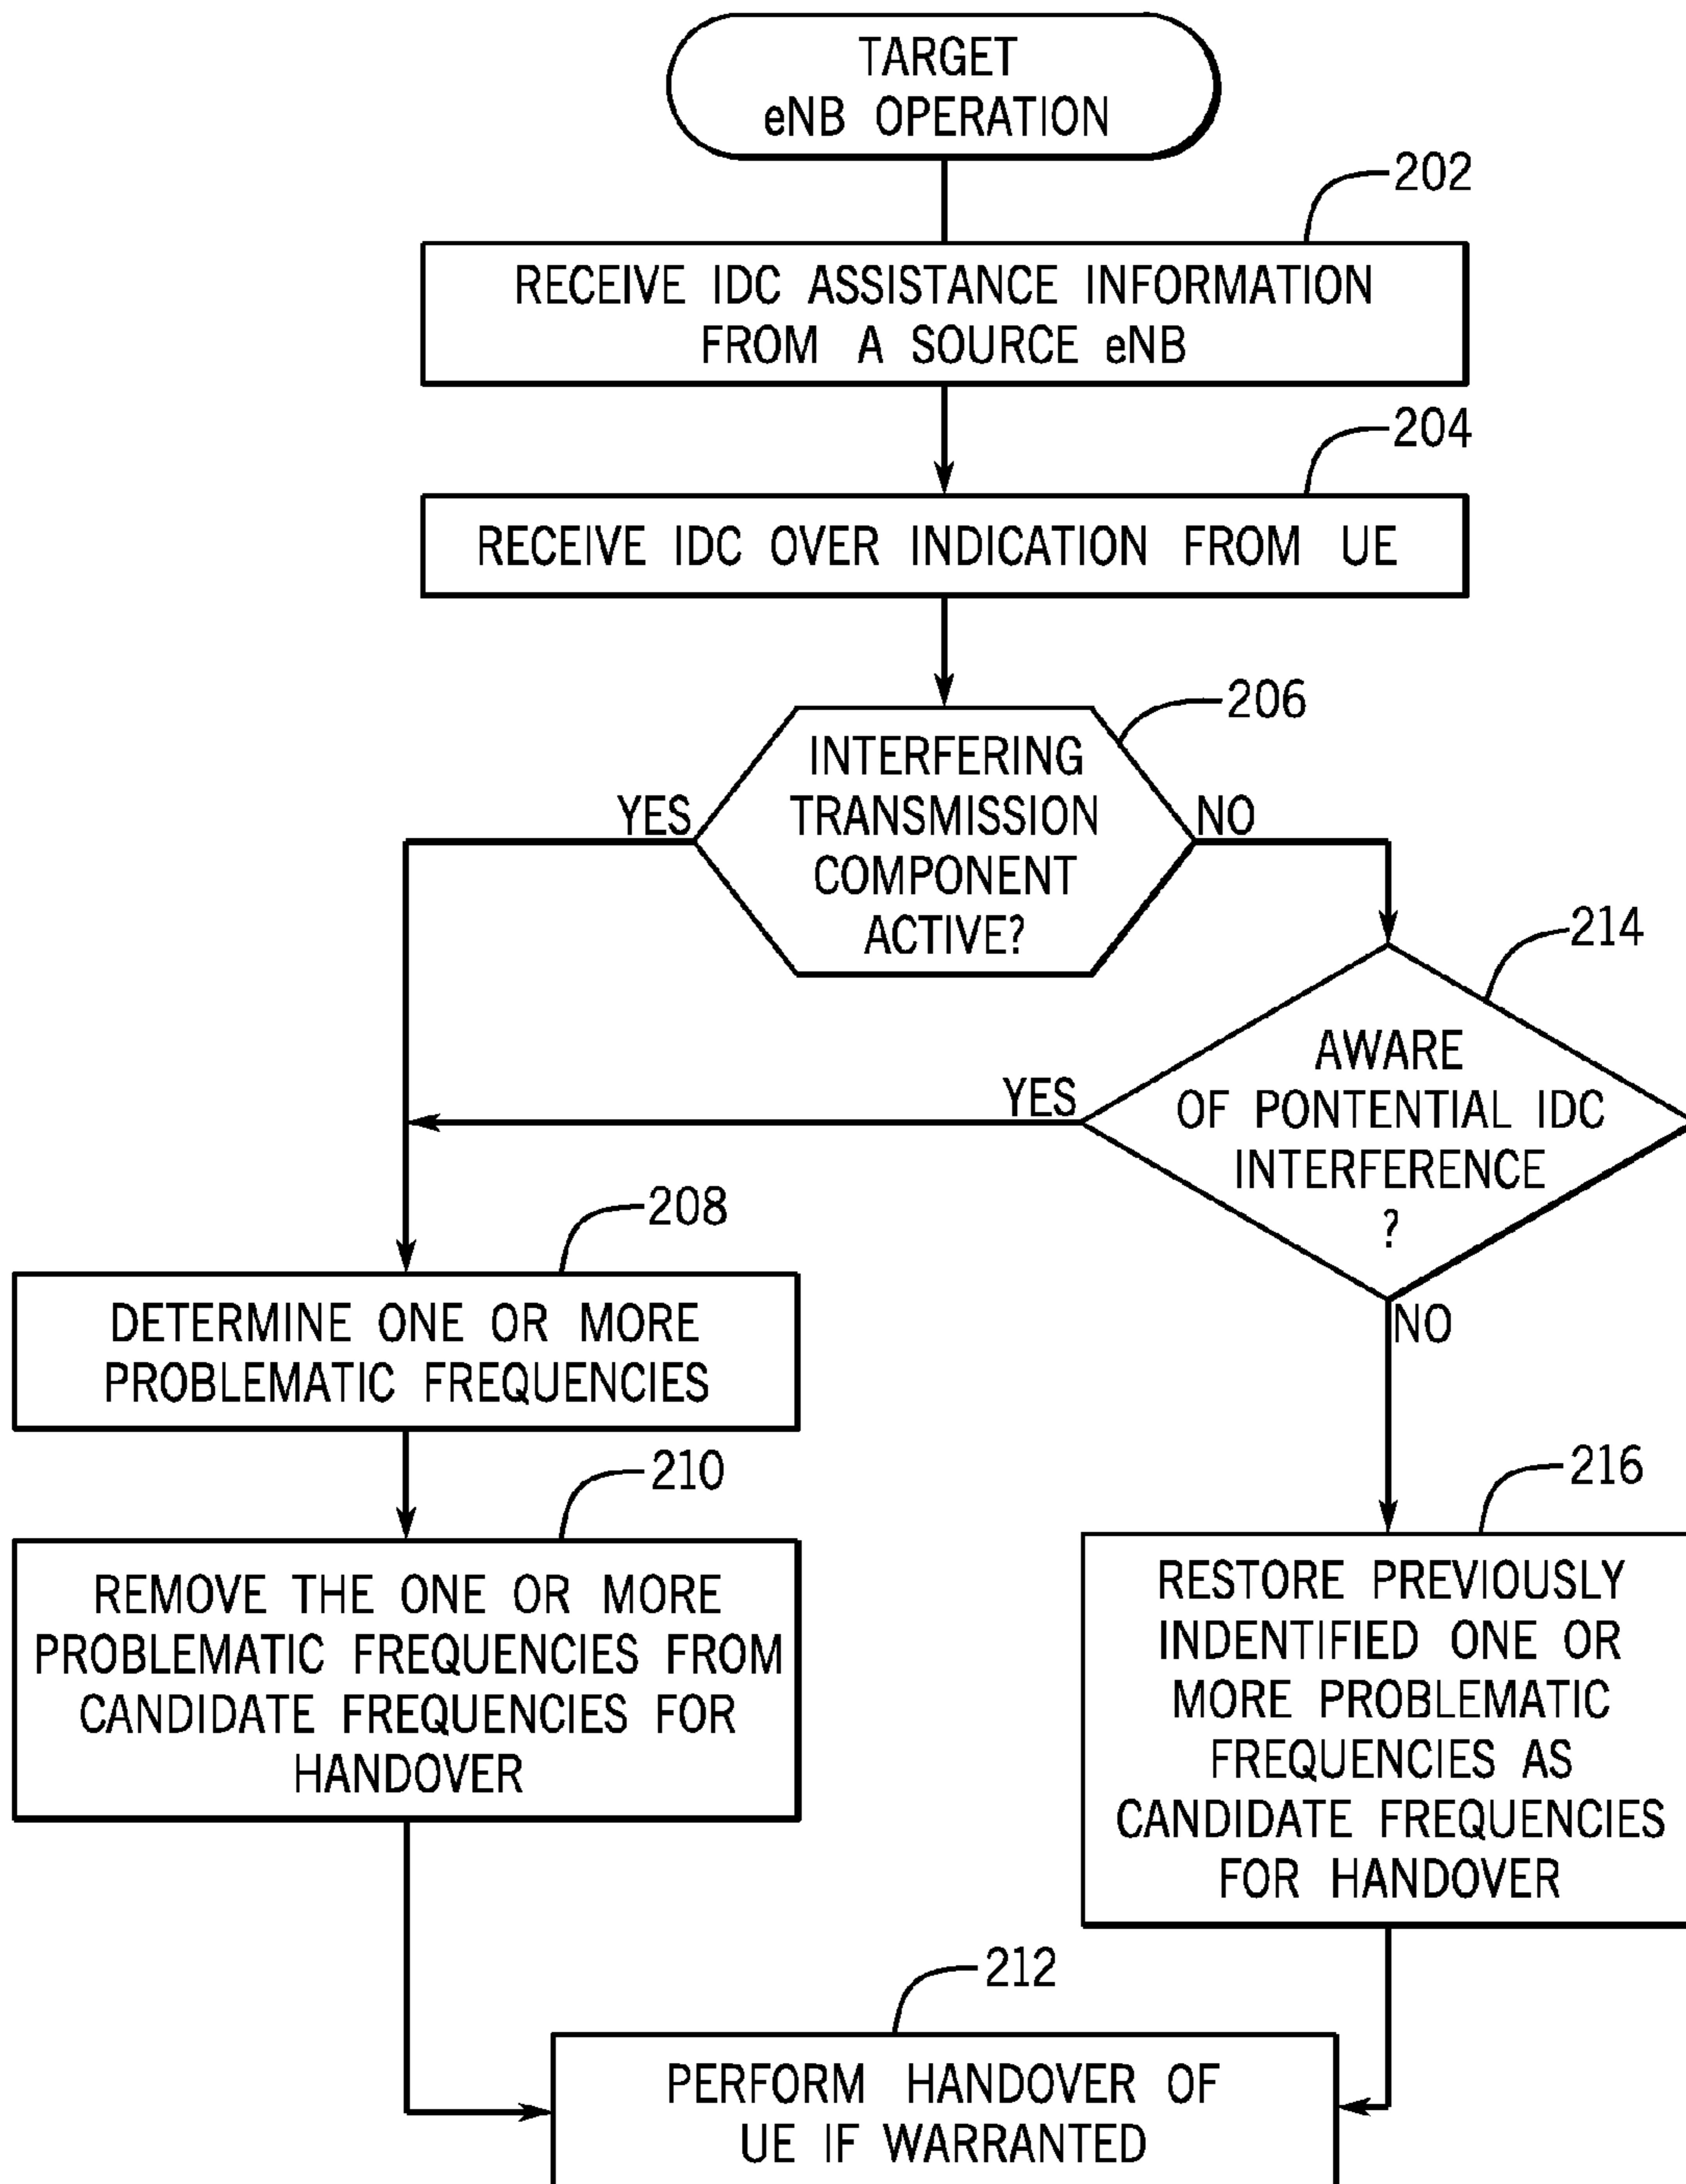 TARGET
eNB OPERATION
202
RECEIVE IDC ASSISTANCE INFORMATION
FROM A SOURCE eNB
204
RECEIVE IDC OVER INDICATION FROM UE
206
INTERFERING
TRANSMISSION
COMPONENT
ACTIVE?
YES
NO
214
AWARE
OF PONTENTIAL IDC
INTERFERENCE
?
YES
NO
208
DETERMINE ONE OR MORE
PROBLEMATIC FREQUENCIES
210
REMOVE THE ONE OR MORE
PROBLEMATIC FREQUENCIES FROM
CANDIDATE FREQUENCIES FOR
HANDOVER
216
RESTORE PREVIOUSLY
INDENTIFIED ONE OR
MORE PROBLEMATIC
FREQUENCIES AS
CANDIDATE FREQUENCIES
FOR HANDOVER
212
PERFORM HANDOVER OF
UE IF WARRANTED